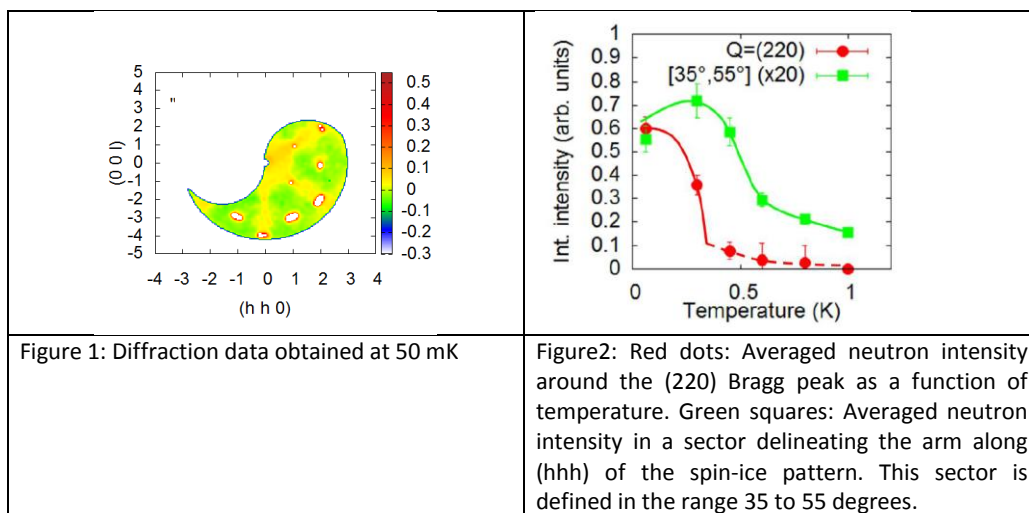 5
4
3
2
1
0
-1
-2
-3
-4
-5
"
(0 0 l)
-4 -3 -2 -1 0 1 2 3 4
(h h 0)
0.5
0.4
0.3
0.2
0.1
0
-0.1
-0.2
-0.3
1
0.9
0.8
0.7
0.6
0.5
0.4
0.3
0.2
0.1
0
Int. intensity (arb. units)
Q=(220)
[35°,55°] (x20)
0 0.5 1
Temperature (K)
Figure 1: Diffraction data obtained at 50 mK
Figure2: Red dots: Averaged neutron intensity
around the (220) Bragg peak as a function of
temperature. Green squares: Averaged neutron
intensity in a sector delineating the arm along
(hhh) of the spin-ice pattern. This sector is
defined in the range 35 to 55 degrees.